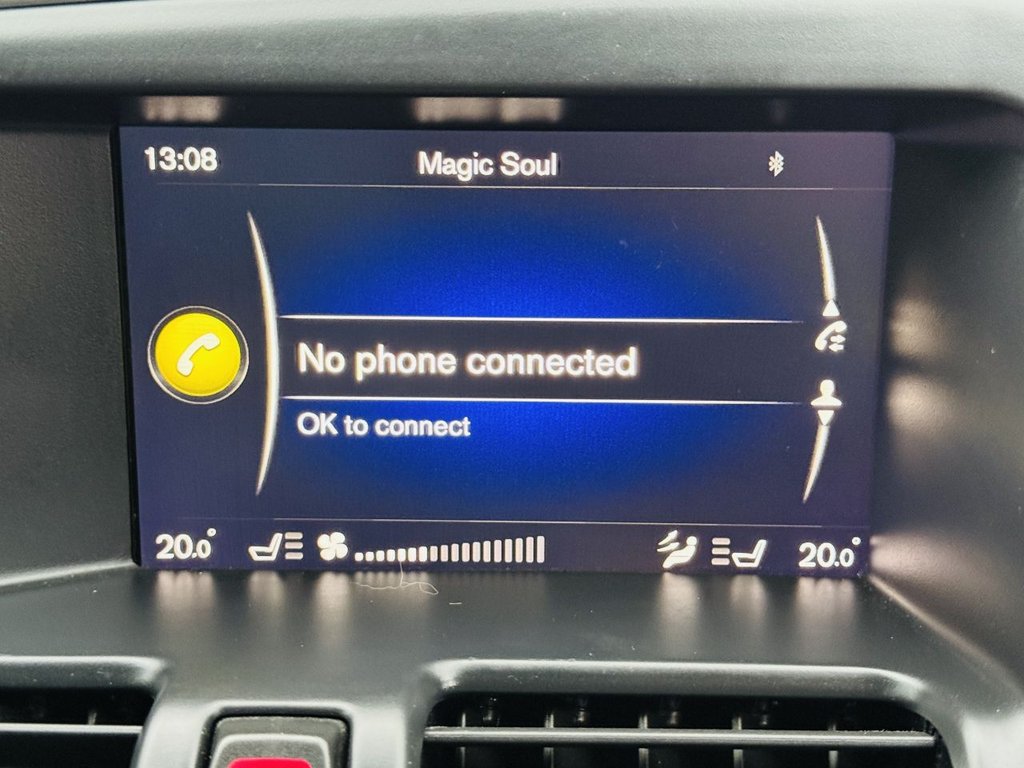 13:08 Magic Soul
No phone connected
OK to connect
20.0° 20.0°